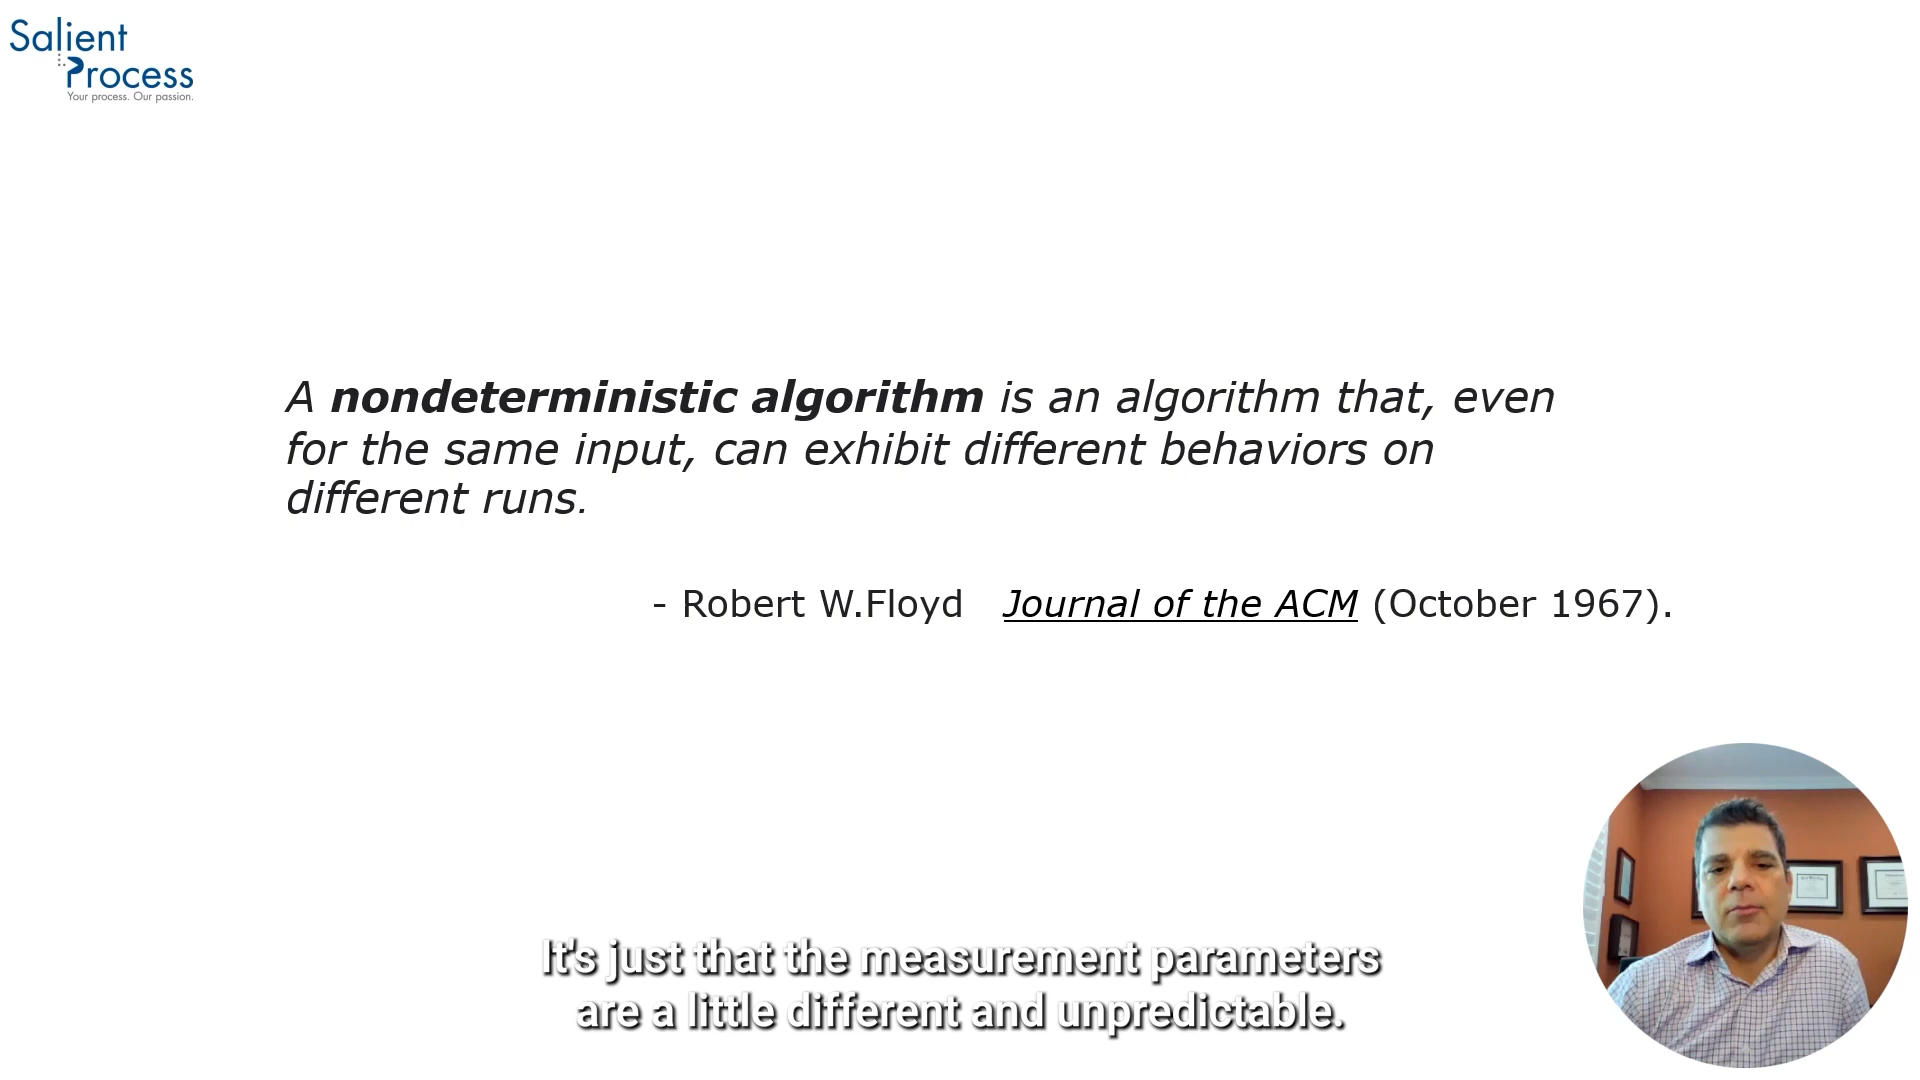 Salient
Process
Your process. Our passion.
A nondeterministic algorithm is an algorithm that, even
for the same input, can exhibit different behaviors on
different runs.
- Robert W.Floyd Journal of the ACM (October 1967).
It's just that the measurement parameters
are a little different and unpredictable.